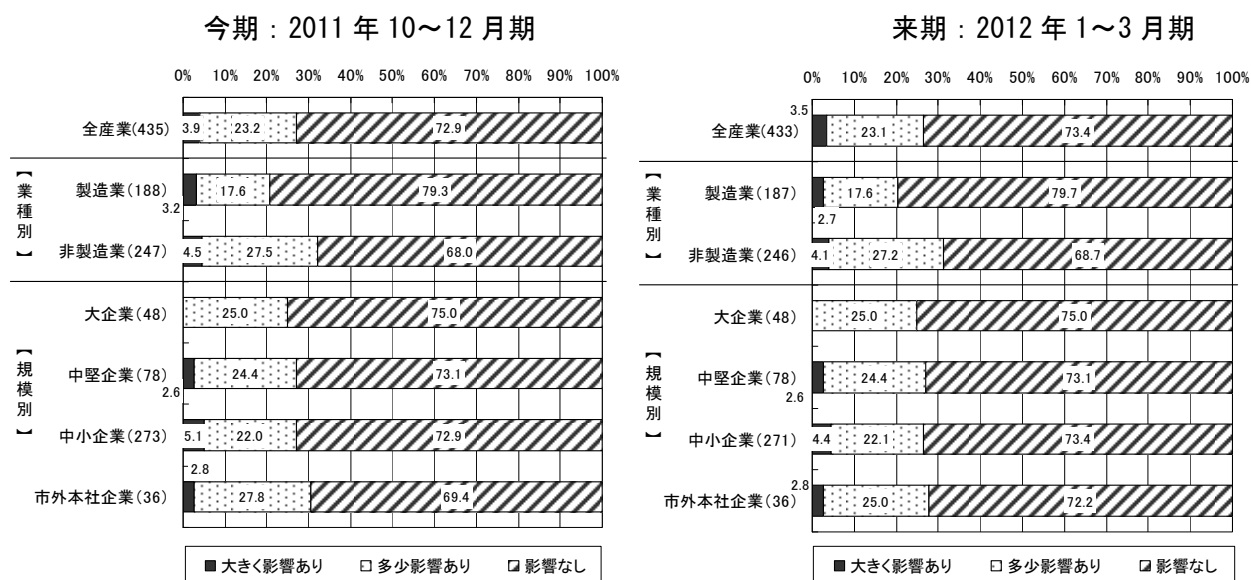 今期：2011 年 10～12 月期
0% 10% 20% 30% 40% 50% 60% 70% 80% 90% 100%
全産業(435) 3.9 23.2 72.9
【業種別】
製造業(188) 3.2 17.6 79.3
非製造業(247) 4.5 27.5 68.0
【規模別】
大企業(48) 25.0 75.0
中堅企業(78) 2.6 24.4 73.1
中小企業(273) 5.1 22.0 72.9
市外本社企業(36) 2.8 27.8 69.4
大きく影響あり 多少影響あり 影響なし
来期：2012 年 1～3 月期
0% 10% 20% 30% 40% 50% 60% 70% 80% 90% 100%
全産業(433) 3.5 23.1 73.4
【業種別】
製造業(187) 2.7 17.6 79.7
非製造業(246) 4.1 27.2 68.7
【規模別】
大企業(48) 25.0 75.0
中堅企業(78) 2.6 24.4 73.1
中小企業(271) 4.4 22.1 73.4
市外本社企業(36) 2.8 25.0 72.2
大きく影響あり 多少影響あり 影響なし